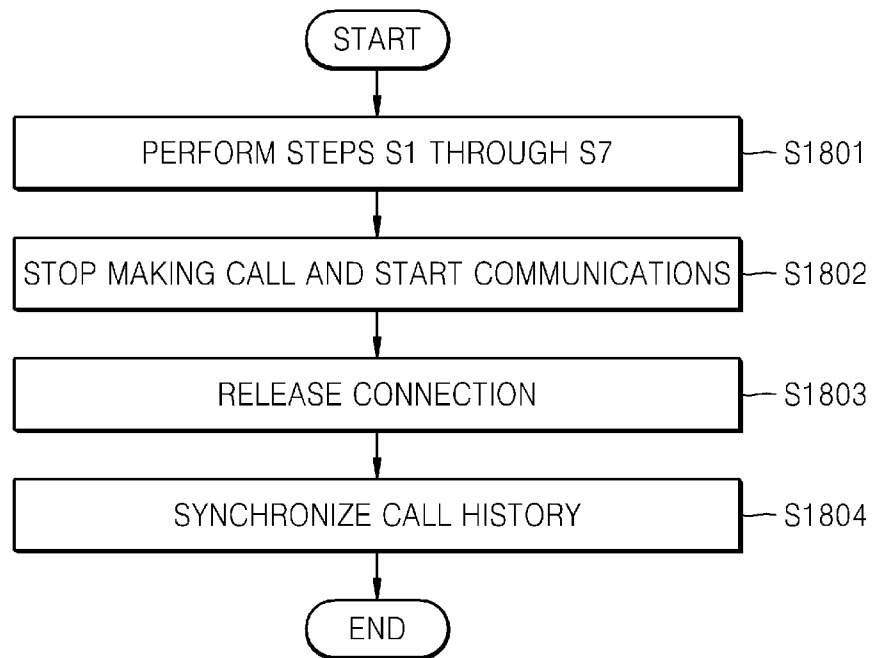 START
PERFORM STEPS S1 THROUGH S7
S1801
STOP MAKING CALL AND START COMMUNICATIONS
S1802
RELEASE CONNECTION
S1803
SYNCHRONIZE CALL HISTORY
S1804
END